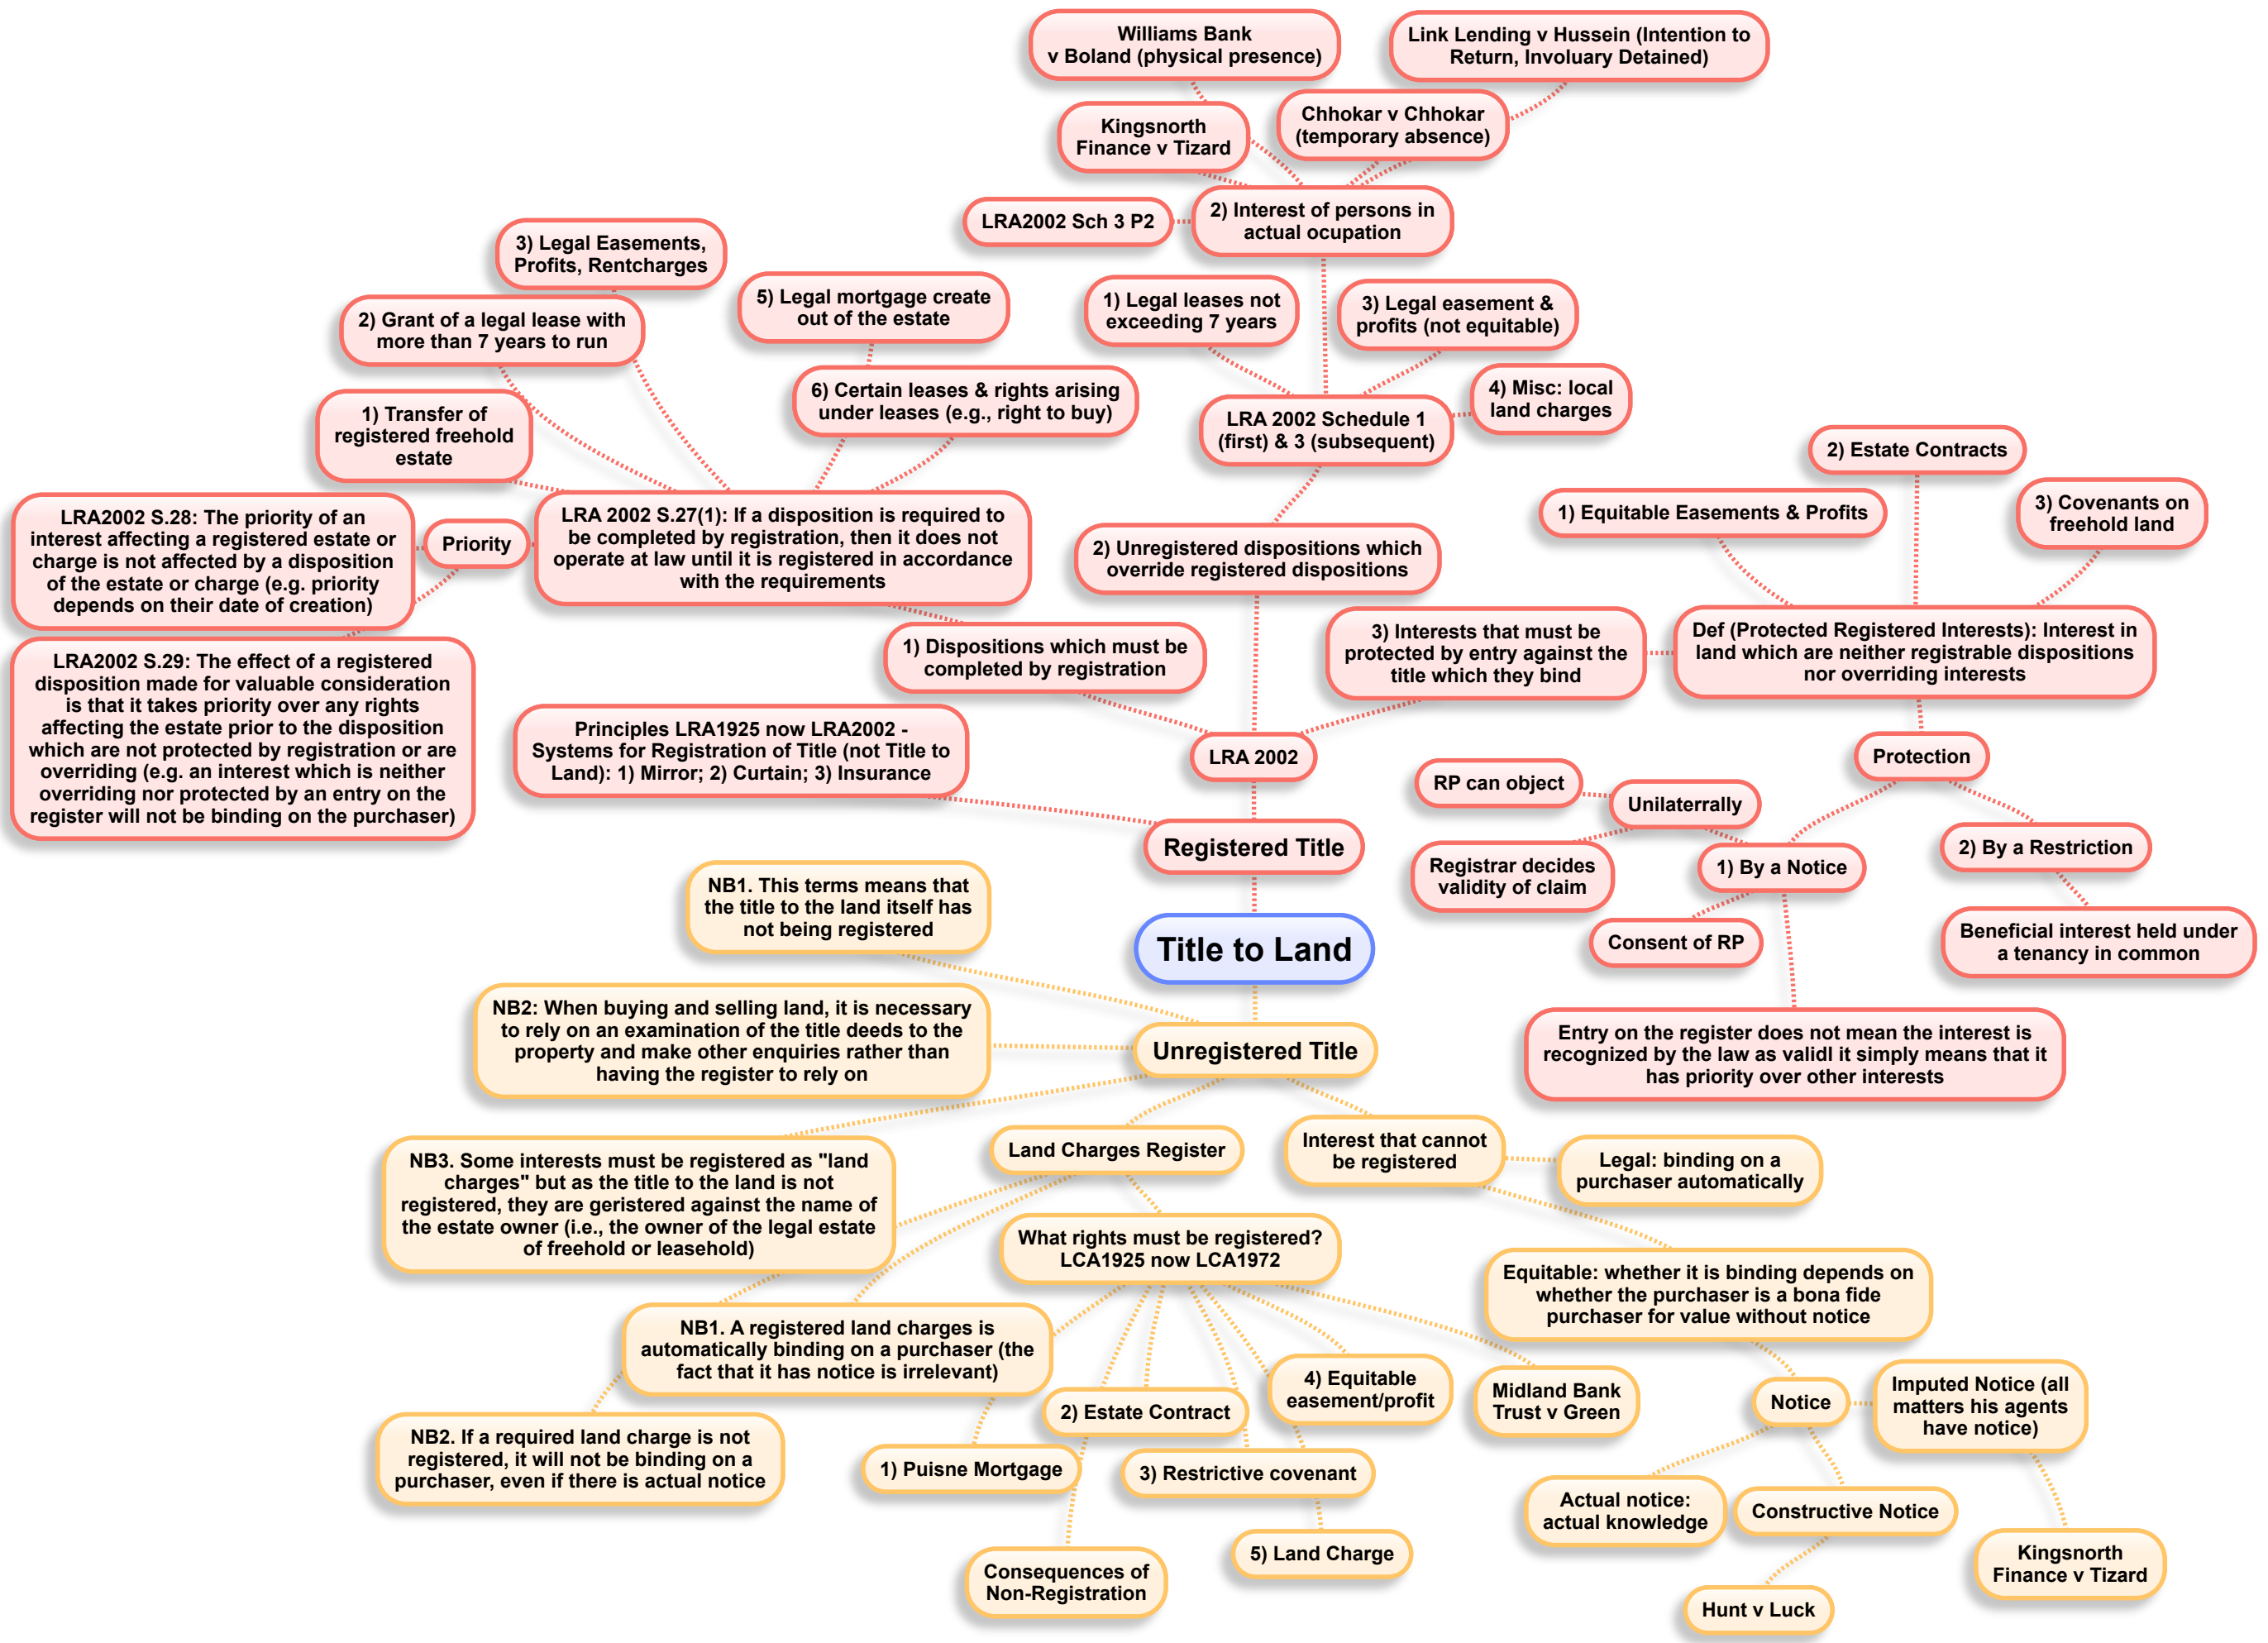 Williams Bank
v Boland (physical presence)
Link Lending v Hussein (Intention to
Return, Involuary Detained)
Kingsnorth
Finance v Tizard
Chhokar v Chhokar
(temporary absence)
LRA2002 Sch 3 P2
2) Interest of persons in
actual ocupation
3) Legal Easements,
Profits, Rentcharges
2) Grant of a legal lease with
more than 7 years to run
5) Legal mortgage create
out of the estate
1) Legal leases not
exceeding 7 years
3) Legal easement &
profits (not equitable)
1) Transfer of
registered freehold
estate
6) Certain leases & rights arising
under leases (e.g., right to buy)
LRA 2002 Schedule 1
(first) & 3 (subsequent)
4) Misc: local
land charges
2) Estate Contracts
1) Equitable Easements & Profits
3) Covenants on
freehold land
LRA2002 S.28: The priority of an
interest affecting a registered estate or
charge is not affected by a disposition
of the estate or charge (e.g. priority
depends on their date of creation)
Priority
LRA 2002 S.27(1): If a disposition is required to
be completed by registration, then it does not
operate at law until it is registered in accordance
with the requirements
2) Unregistered dispositions which
override registered dispositions
LRA2002 S.29: The effect of a registered
disposition made for valuable consideration
is that it takes priority over any rights
affecting the estate prior to the disposition
which are not protected by registration or are
overriding (e.g. an interest which is neither
overriding nor protected by an entry on the
register will not be binding on the purchaser)
1) Dispositions which must be
completed by registration
3) Interests that must be
protected by entry against the
title which they bind
Def (Protected Registered Interests): Interest in
land which are neither registrable dispositions
nor overriding interests
Principles LRA1925 now LRA2002 -
Systems for Registration of Title (not Title to
Land): 1) Mirror; 2) Curtain; 3) Insurance
LRA 2002
Protection
RP can object
Unilaterrally
Registered Title
Registrar decides
validity of claim
1) By a Notice
2) By a Restriction
Consent of RP
Beneficial interest held under
a tenancy in common
Entry on the register does not mean the interest is
recognized by the law as validl it simply means that it
has priority over other interests
Title to Land
NB1. This terms means that
the title to the land itself has
not being registered
NB2: When buying and selling land, it is necessary
to rely on an examination of the title deeds to the
property and make other enquiries rather than
having the register to rely on
Unregistered Title
NB3. Some interests must be registered as "land
charges" but as the title to the land is not
registered, they are geristered against the name of
the estate owner (i.e., the owner of the legal estate
of freehold or leasehold)
Land Charges Register
Interest that cannot
be registered
Legal: binding on a
purchaser automatically
What rights must be registered?
LCA1925 now LCA1972
Equitable: whether it is binding depends on
whether the purchaser is a bona fide
purchaser for value without notice
NB1. A registered land charges is
automatically binding on a purchaser (the
fact that it has notice is irrelevant)
NB2. If a required land charge is not
registered, it will not be binding on a
purchaser, even if there is actual notice
1) Puisne Mortgage
2) Estate Contract
3) Restrictive covenant
4) Equitable
easement/profit
Midland Bank
Trust v Green
5) Land Charge
Consequences of
Non-Registration
Notice
Imputed Notice (all
matters his agents
have notice)
Actual notice:
actual knowledge
Constructive Notice
Kingsnorth
Finance v Tizard
Hunt v Luck